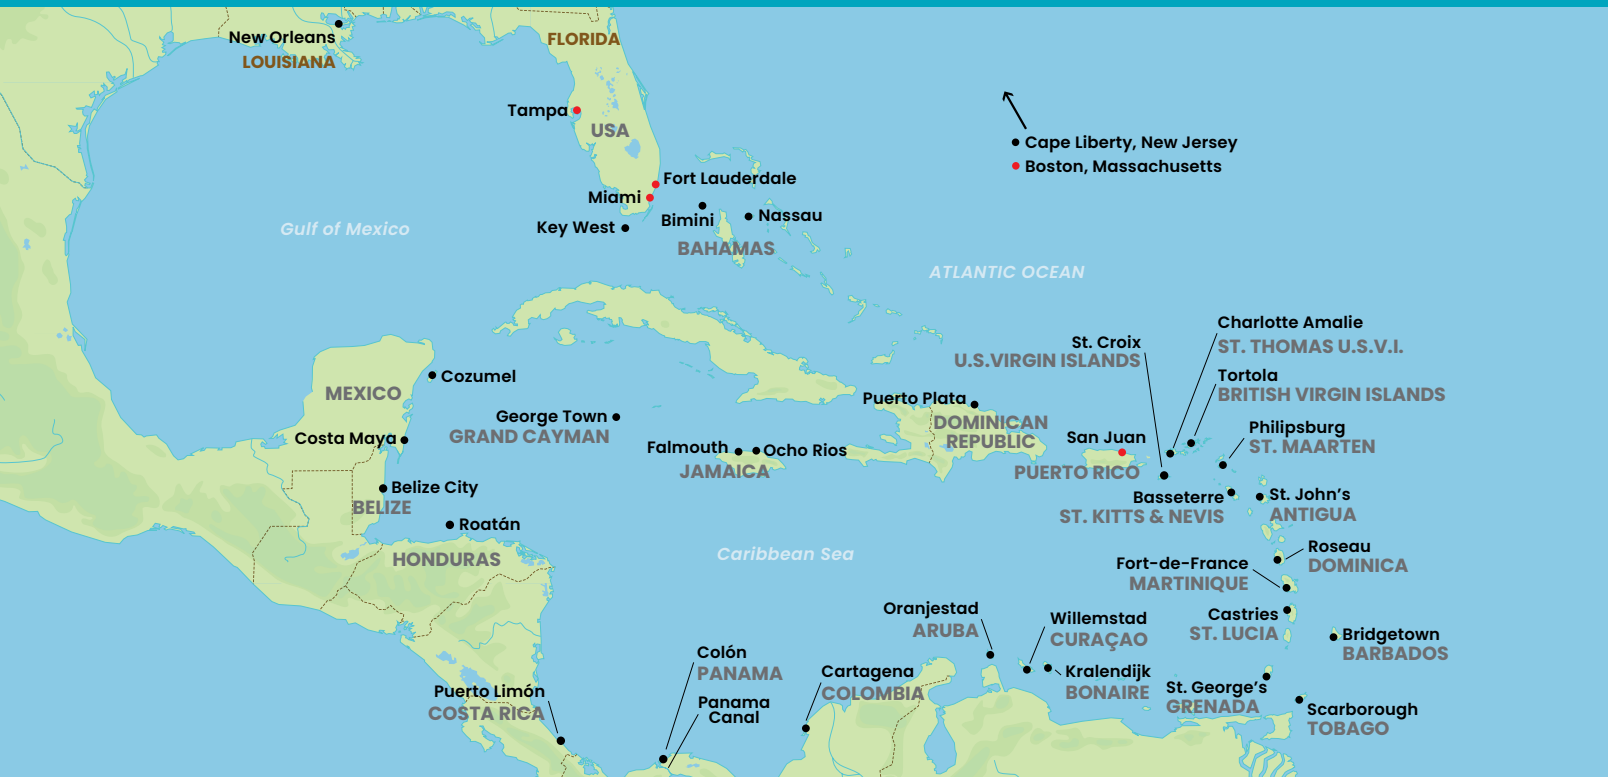 New Orleans
LOUISIANA
FLORIDA
Tampa
USA
Cape Liberty, New Jersey
Boston, Massachusetts
Fort Lauderdale
Miami
Key West
Bimini
Nassau
BAHAMAS
Gulf of Mexico
ATLANTIC OCEAN
Charlotte Amalie
ST. THOMAS U.S.V.I.
St. Croix
U.S.VIRGIN ISLANDS
Tortola
BRITISH VIRGIN ISLANDS
Cozumel
MEXICO
Costa Maya
George Town
GRAND CAYMAN
Puerto Plata
DOMINICAN
REPUBLIC
Falmouth
Ocho Rios
JAMAICA
San Juan
PUERTO RICO
Philipsburg
ST. MAARTEN
Belize City
BELIZE
Basseterre
ST. KITTS & NEVIS
St. John's
ANTIGUA
Roatán
HONDURAS
Caribbean Sea
Roseau
DOMINICA
Fort-de-France
MARTINIQUE
Oranjestad
ARUBA
Willemstad
CURAÇAO
Castries
ST. LUCIA
Bridgetown
BARBADOS
Colón
PANAMA
Cartagena
COLOMBIA
Kralendijk
BONAIRE
St. George's
GRENADA
Puerto Limón
COSTA RICA
Panama
Canal
Scarborough
TOBAGO